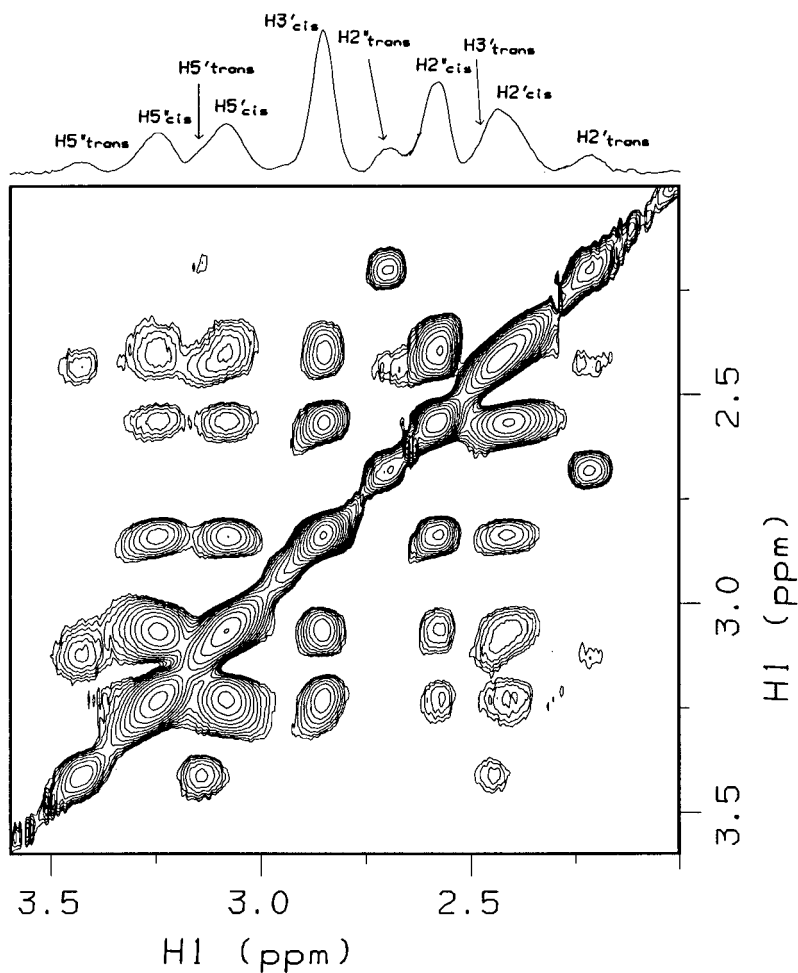 H3'cis
H2"trans
H3'trans
H5'trans
H2"cis
H5"cis
H5'cis
H2'cis
H5"trans
H2'trans
2.5
3.0
3.5
H1 (ppm)
3.5
3.0
2.5
H1 (ppm)